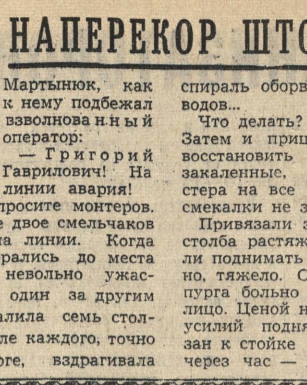 НАПЕРЕКОР ШТО
Мартынюк, как
к нему подбежал
взволнованный
оператор:
— Григорий
Гаврилович! На
линии авария!
просите монтеров.
е двое смельчаков
на линии. Когда
рались до места
невольно ужас-
один за другим
алила семь стол-
ле каждого, точно
оге, вздрагивала
спираль оборв
водов...
Что делать?
Затем и приш
восстановить
закаленные,
стера на все
смекалки не з
Привязали з
столба растяж
ли поднимать
но, тяжело. С
пурга больно
лицо. Ценой н
усилий подня
зан к стойке
через час —